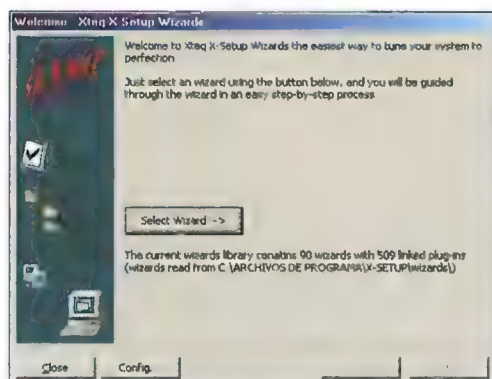 Welcome - Xteq X Setup Wizards
Welcome to Xteq X-Setup Wizards the easiest way to tune your system to
perfection
Just select an wizard using the button below, and you will be guided
through the wizard in an easy step-by-step process
Select Wizard ->
The current wizards library conatins 90 wizards with 509 linked plug-ins
(wizards read from C \ARCHIVOS DE PROGRAMA\X-SETUP\wizards\)
Close
Config.